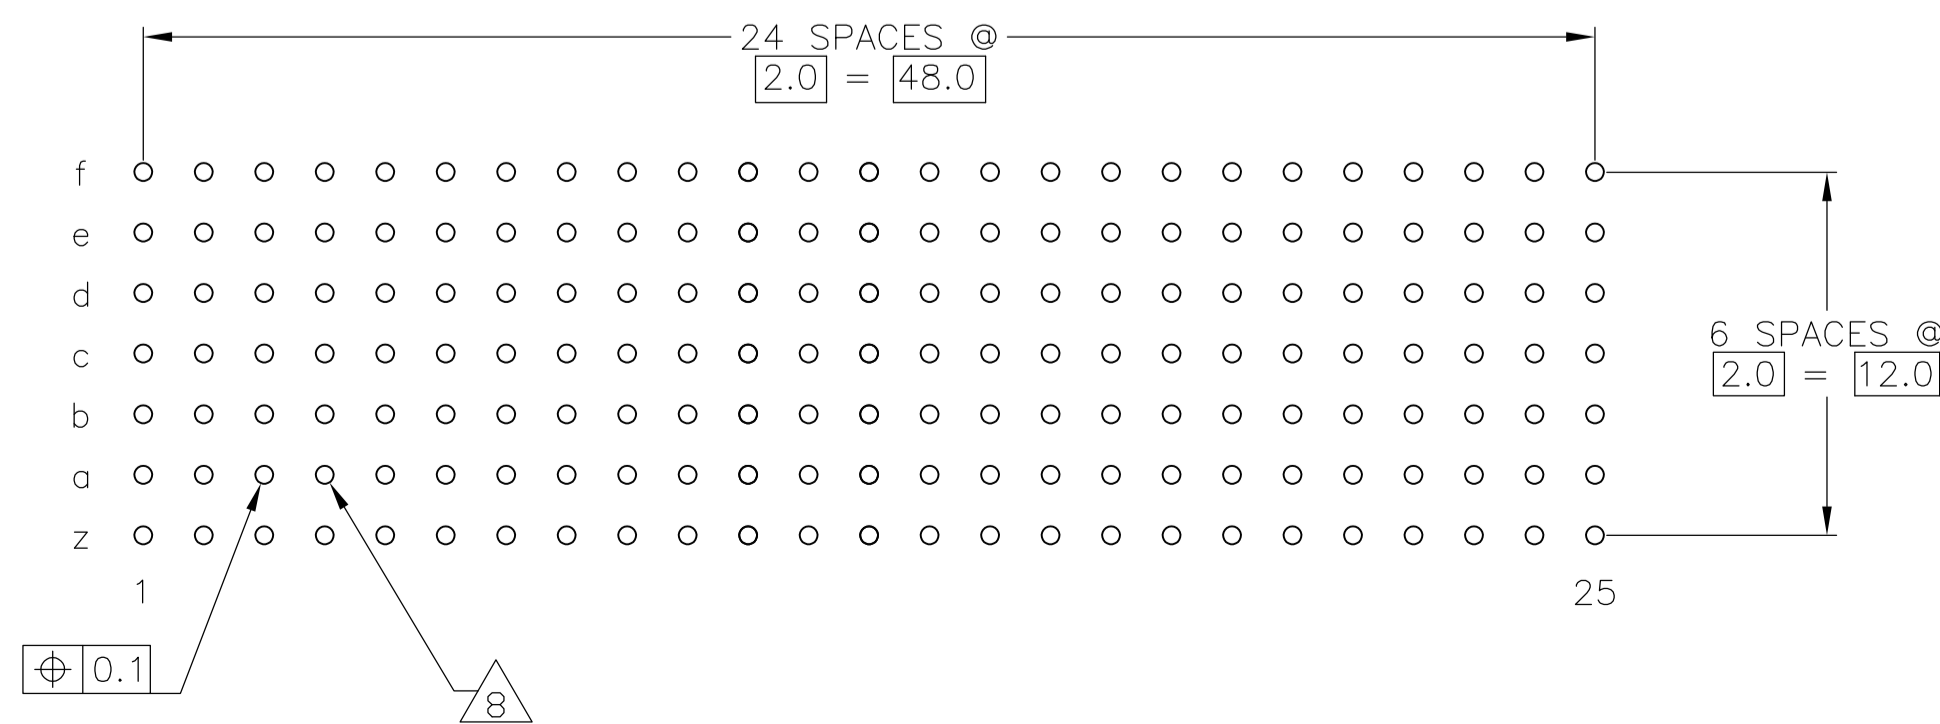 24 SPACES @
2.0 = 48.0
f
e
d
c
6 SPACES @
2.0 = 12.0
b
a
z
1
25
⌖ 0.1
8